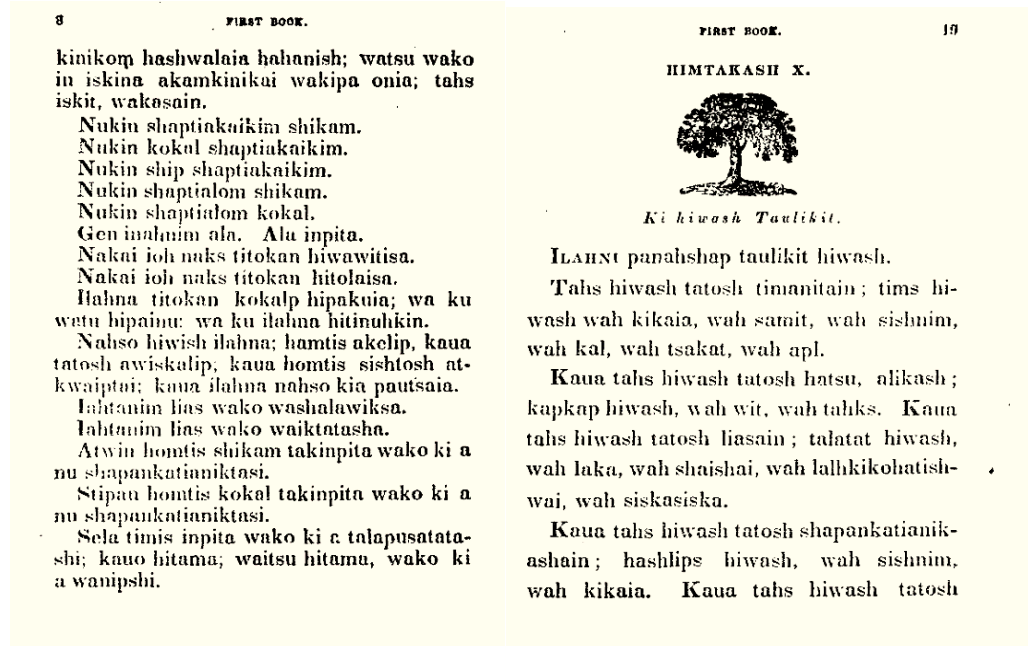 8
FIRST BOOK.
kinikom hashwalaia hahanish; watsu wako
in iskina akamkinikai wakipa onia; tahs
iskit, wakasain.
Nukin shaptiakaikim shikam.
Nukin kokal shaptiakaikim.
Nukin ship shaptiakaikim.
Nukin shaptialom shikam.
Nukin shaptialom kokal.
Gen inahnim ala. Ala inpita.
Nakai ioh naks titokan hiwawitisa.
Nakai ioh naks titokan hitolaisa.
Ilahna titokan kokalp hipakuia; wa ku
watu hipainu: wa ku ilahna hitinuhkin.
Nahso hiwish ilahna; hamtis akelip, kaua
tatosh awiskalip; kaua homtis sishtosh at-
kwaiptai; kaua ilahna nahso kia pautsaia.
Iahtanim lias wako washalawiksa.
Iahtanim lias wako waiktatasha.
Atwin homtis shikam takinpita wako ki a
nu shapankatianiktasi.
Stipau homtis kokal takinpita wako ki a
nu shapankatianiktasi.
Sela timis inpita wako ki a talapusatata-
shi; kauo hitama; waitsu hitama, wako ki
a wanipshi.
FIRST BOOK.
19
HIMTAKASH X.
Ki hiwash Taulikit.
ILAHNI panahshap taulikit hiwash.
Tahs hiwash tatosh timanitain; tims hi-
wash wah kikaia, wah samit, wah sishnim,
wah kal, wah tsakat, wah apl.
Kaua tahs hiwash tatosh hatsu, alikash;
kapkap hiwash, wah wit, wah tahks. Kaua
tahs hiwash tatosh liasain; talatat hiwash,
wah laka, wah shaishai, wah lalhkikohatish-
wai, wah siskasiska.
Kaua tahs hiwash tatosh shapankatianik-
ashain; hashlips hiwash, wah sishnim,
wah kikaia. Kaua tahs hiwash tatosh